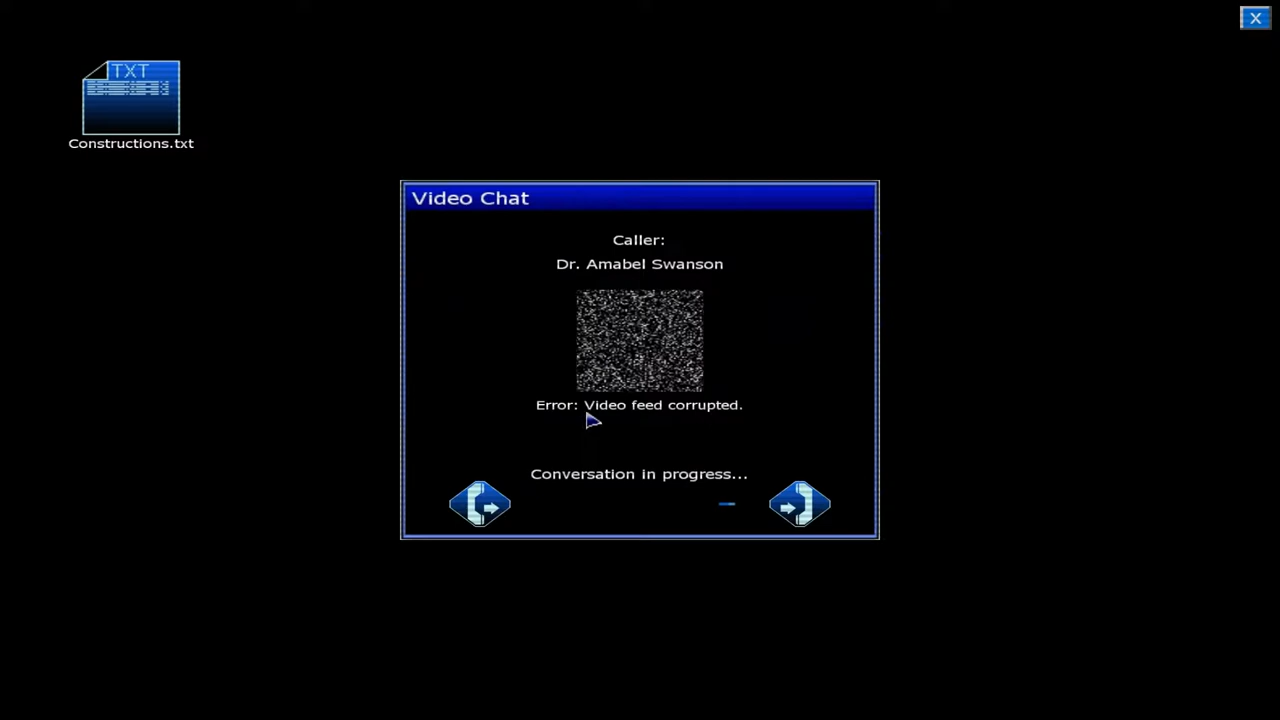 X
TXT
Constructions.txt
Video Chat
Caller:
Dr. Amabel Swanson
Error: Video feed corrupted.
Conversation in progress...